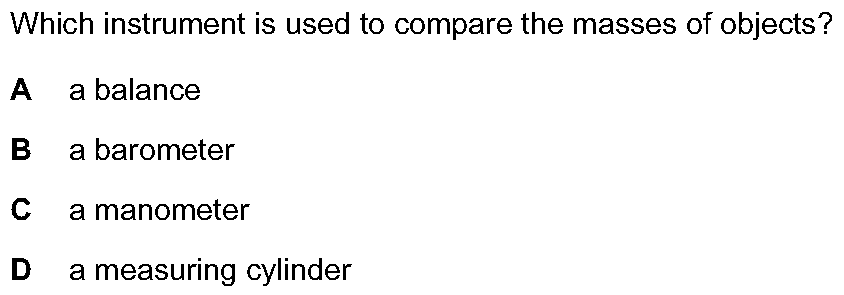 Which instrument is used to compare the masses of objects?
A a balance
B a barometer
C a manometer
D a measuring cylinder